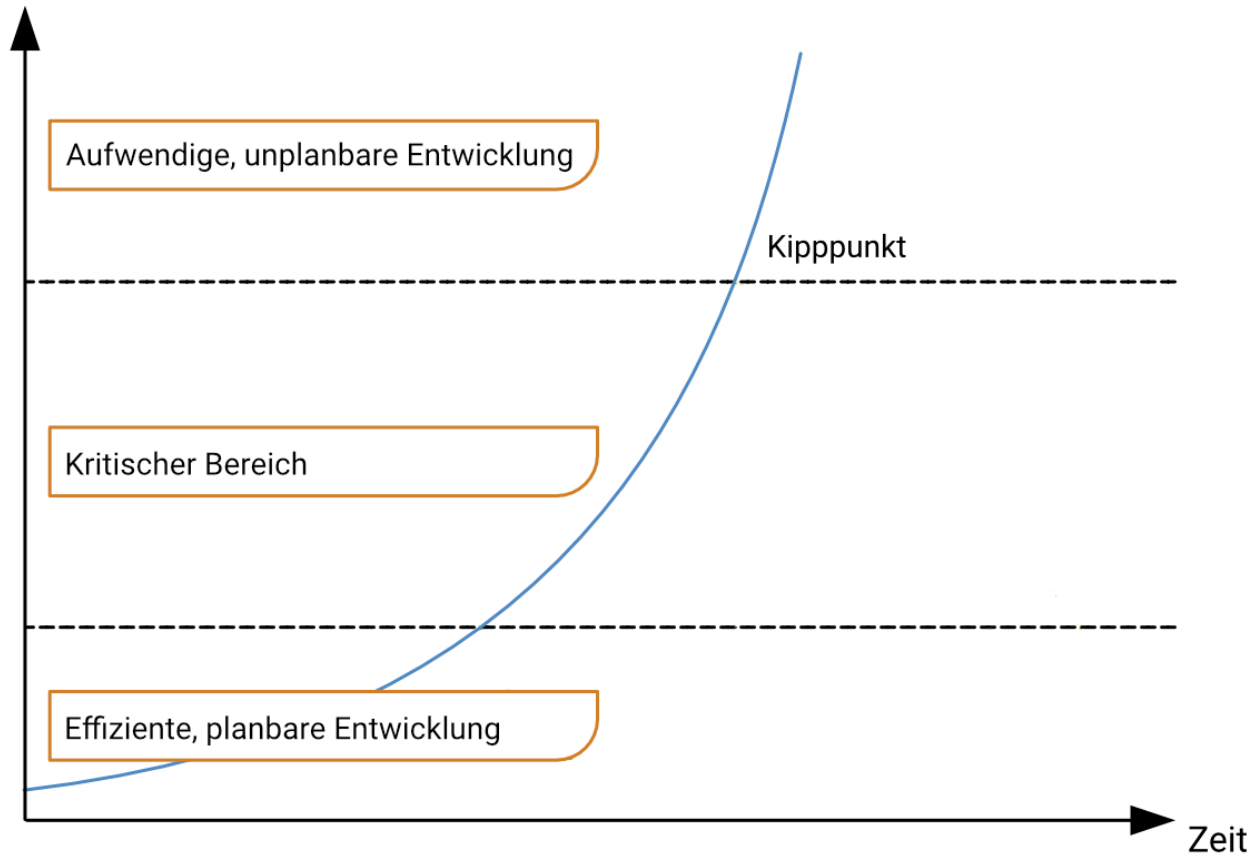 Aufwendige, unplanbare Entwicklung
Kipppunkt
Kritischer Bereich
Effiziente, planbare Entwicklung
Zeit